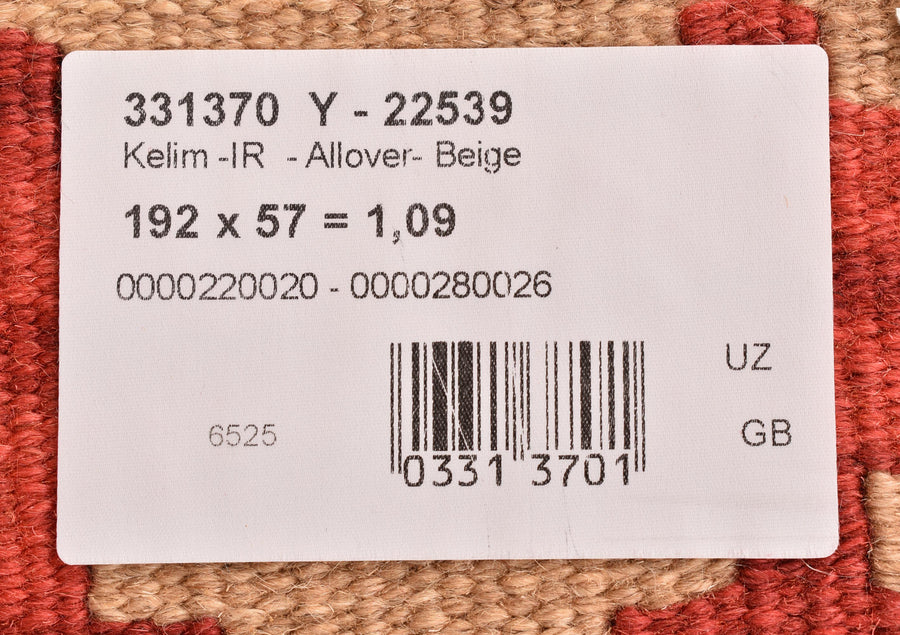 331370 Y - 22539
Kelim -IR - Allover- Beige
192 x 57 = 1,09
0000220020 - 0000280026
UZ
6525
GB
0331 3701